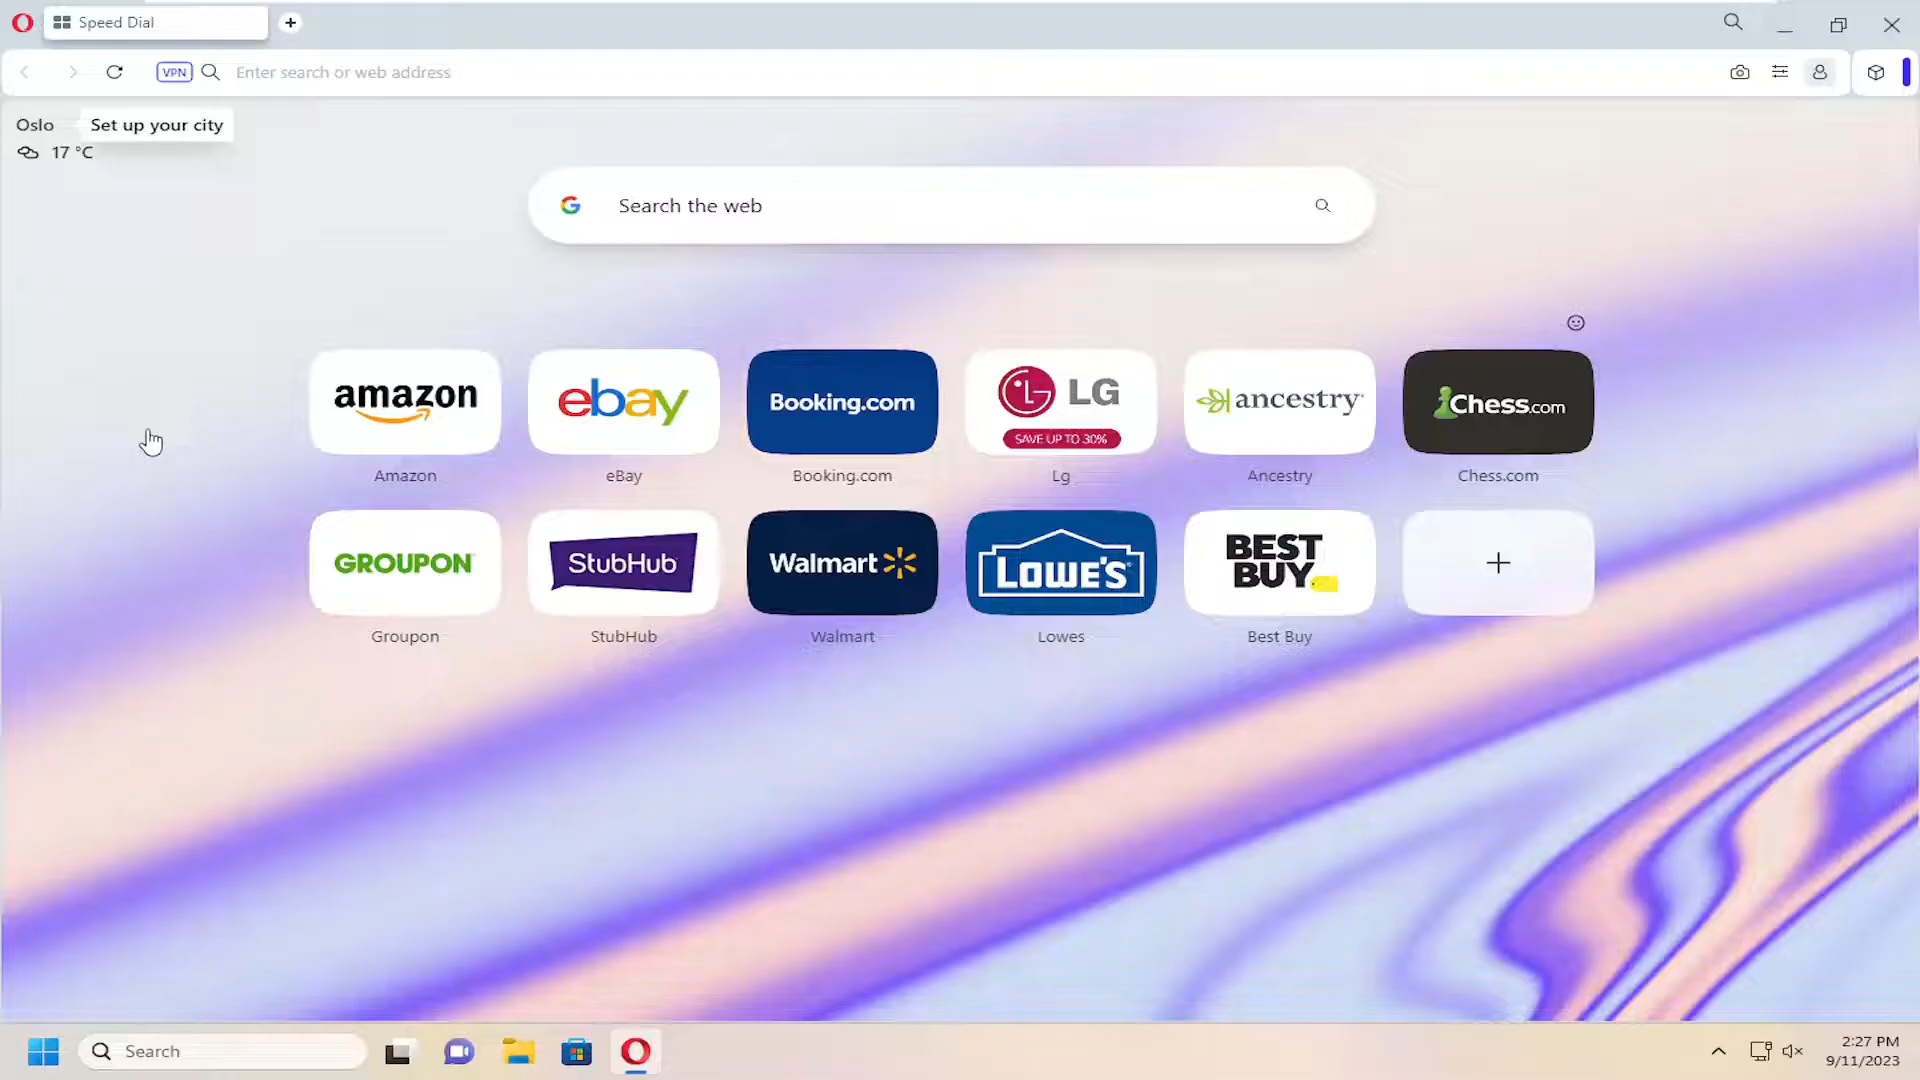 Speed Dial
VPN
Enter search or web address
Oslo
Set up your city
17 °C
Search the web
amazon
ebay
Booking.com
LG
SAVE UP TO 30%
ancestry
Chess.com
Amazon
eBay
Booking.com
Lg
Ancestry
Chess.com
GROUPON
StubHub
Walmart
LOWE'S
BEST
BUY
Groupon
StubHub
Walmart
Lowes
Best Buy
Search
2:27 PM
9/11/2023